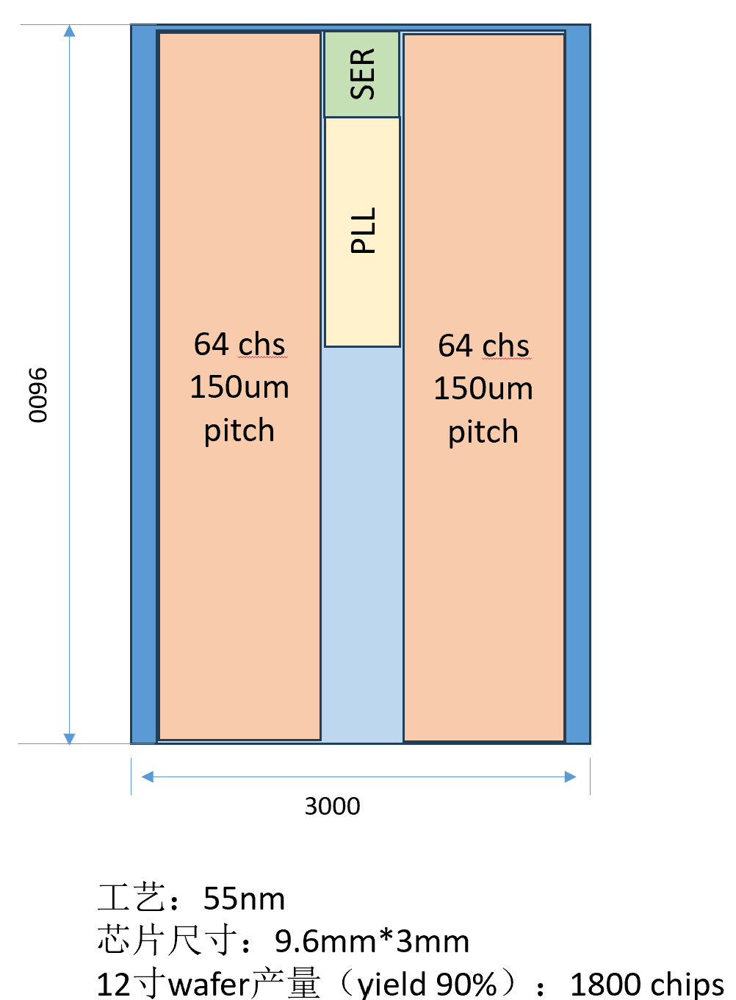 SER
PLL
64 chs
150um
pitch
64 chs
150um
pitch
9600
3000
工艺：55nm
芯片尺寸：9.6mm*3mm
12寸wafer产量（yield 90%）：1800 chips